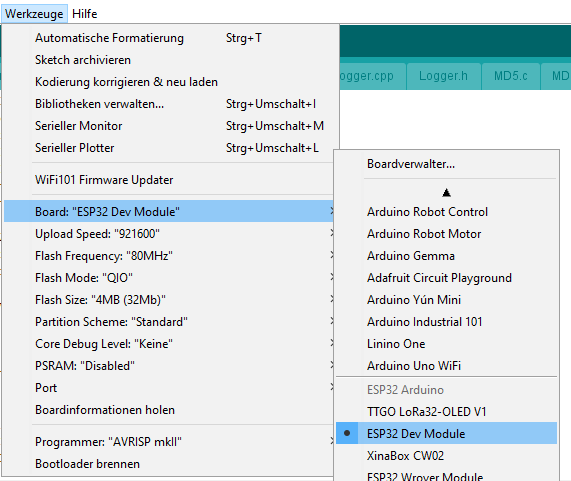 Werkzeuge Hilfe
Automatische Formatierung Strg+T
Sketch archivieren
Kodierung korrigieren & neu laden
Bibliotheken verwalten... Strg+Umschalt+I
Serieller Monitor Strg+Umschalt+M
Serieller Plotter Strg+Umschalt+L
WiFi101 Firmware Updater
Board: "ESP32 Dev Module"
Upload Speed: "921600"
Flash Frequency: "80MHz"
Flash Mode: "QIO"
Flash Size: "4MB (32Mb)"
Partition Scheme: "Standard"
Core Debug Level: "Keine"
PSRAM: "Disabled"
Port
Boardinformationen holen
Programmer: "AVRISP mkII"
Bootloader brennen
ogger.cpp Logger.h MD5.c MD
Boardverwalter...
Arduino Robot Control
Arduino Robot Motor
Arduino Gemma
Adafruit Circuit Playground
Arduino Yún Mini
Arduino Industrial 101
Linino One
Arduino Uno WiFi
ESP32 Arduino
TTGO LoRa32-OLED V1
ESP32 Dev Module
XinaBox CW02
ESP32 Wrover Module